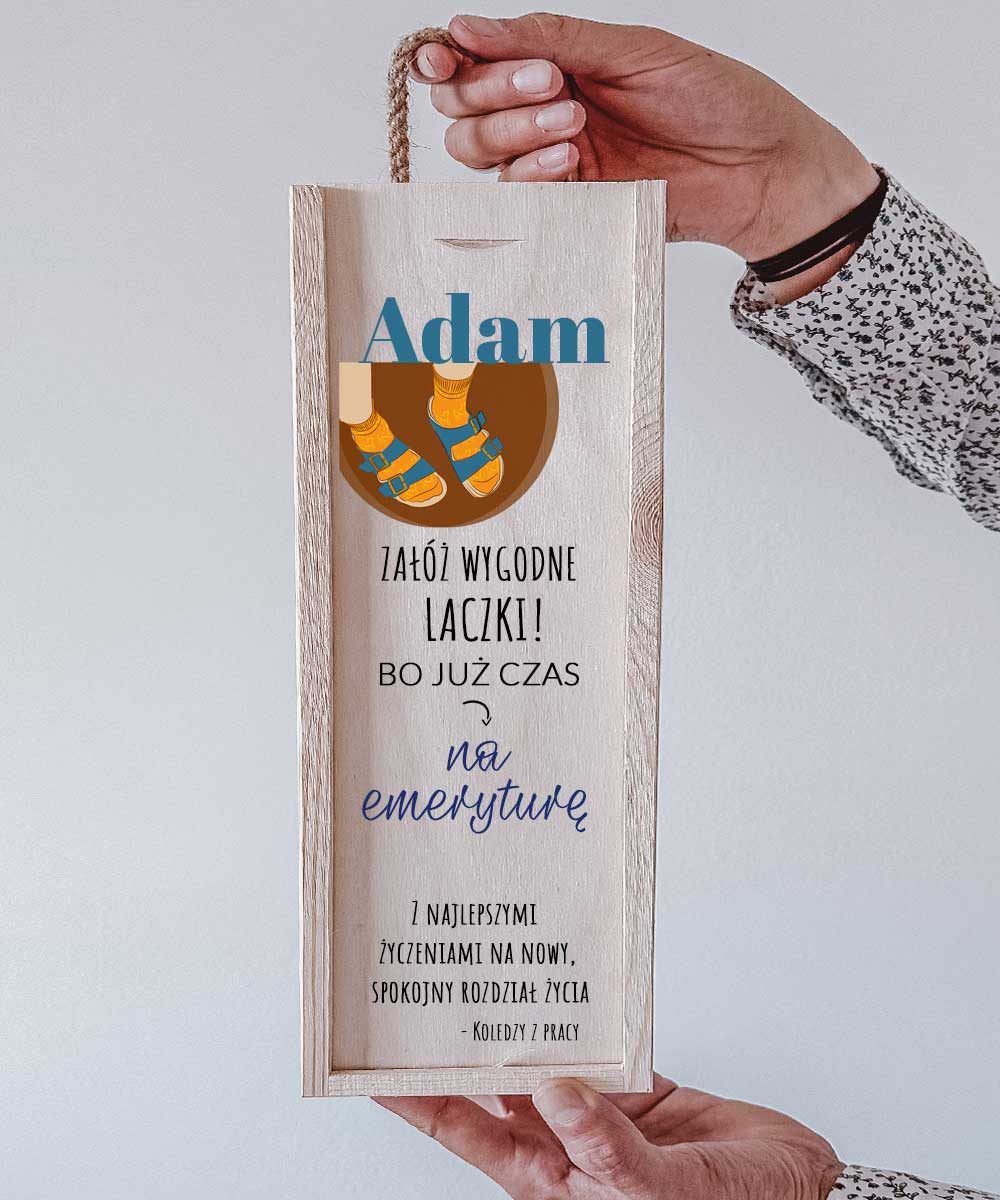 Adam
ZAŁÓŻ WYGODNE
LACZKI!
BO JUŻ CZAS
na
emeryturę
Z NAJLEPSZYMI
ŻYCZENIAMI NA NOWY,
SPOKOJNY ROZDZIAŁ ŻYCIA
- KOLEDZY Z PRACY